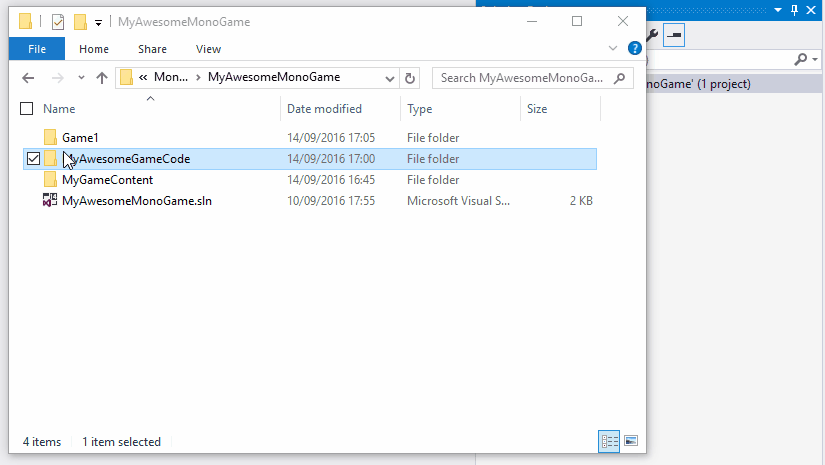 MyAwesomeMonoGame
File Home Share View
« Mon... > MyAwesomeMonoGame
Search MyAwesomeMonoGa...
Name Date modified Type Size
Game1 14/09/2016 17:05 File folder
MyAwesomeGameCode 14/09/2016 17:00 File folder
MyGameContent 14/09/2016 16:45 File folder
MyAwesomeMonoGame.sln 10/09/2016 17:55 Microsoft Visual S... 2 KB
4 items 1 item selected
noGame' (1 project)